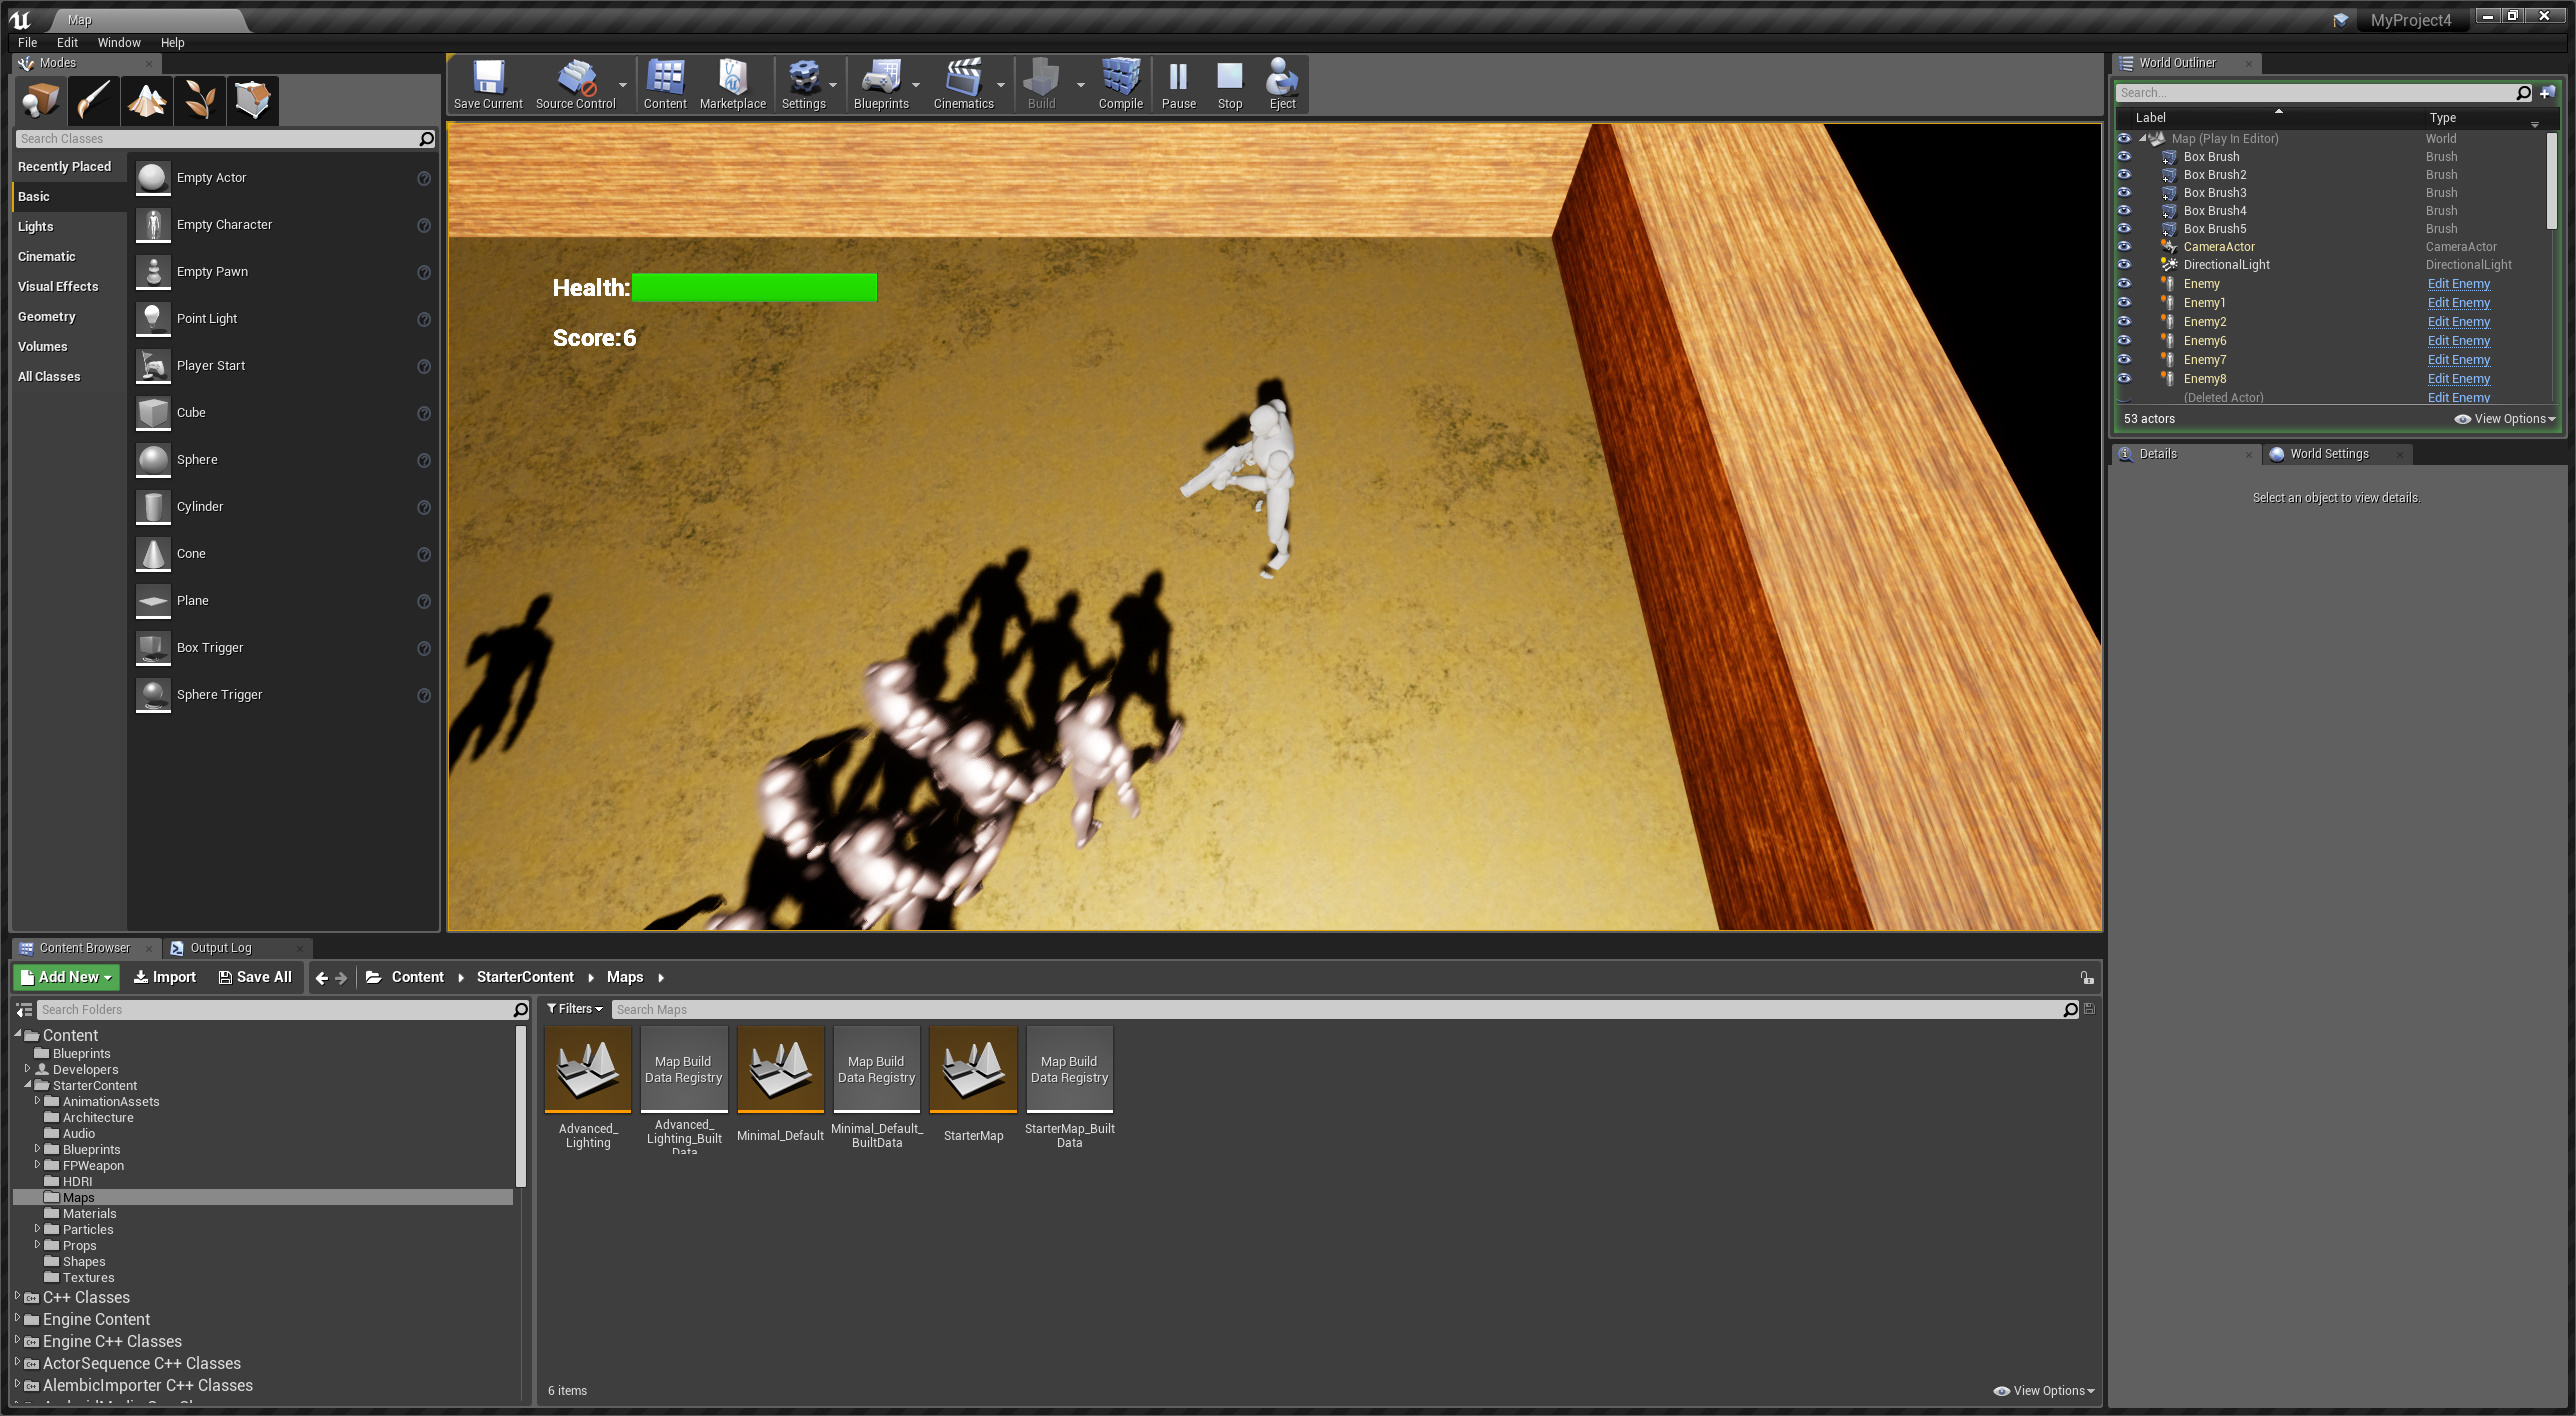 Map
MyProject4
File Edit Window Help
Modes
Search Classes
Recently Placed
Basic
Lights
Cinematic
Visual Effects
Geometry
Volumes
All Classes
Empty Actor
Empty Character
Empty Pawn
Point Light
Player Start
Cube
Sphere
Cylinder
Cone
Plane
Box Trigger
Sphere Trigger
Save Current Source Control Content Marketplace Settings Blueprints Cinematics Build Compile Pause Stop Eject
Health:
Score:6
World Outliner
Search...
Label Type
Map (Play In Editor) World
Box Brush Brush
Box Brush2 Brush
Box Brush3 Brush
Box Brush4 Brush
Box Brush5 Brush
CameraActor CameraActor
DirectionalLight DirectionalLight
Enemy Edit Enemy
Enemy1 Edit Enemy
Enemy2 Edit Enemy
Enemy6 Edit Enemy
Enemy7 Edit Enemy
Enemy8 Edit Enemy
(Deleted Actor) Edit Enemy
53 actors View Options
Details World Settings
Select an object to view details.
Content Browser Output Log
Add New Import Save All Content StarterContent Maps
Search Folders
Content
Blueprints
Developers
StarterContent
AnimationAssets
Architecture
Audio
Blueprints
FPWeapon
HDRI
Maps
Materials
Particles
Props
Shapes
Textures
C++ Classes
Engine Content
Engine C++ Classes
ActorSequence C++ Classes
AlembicImporter C++ Classes
Filters Search Maps
Map Build
Data Registry
Map Build
Data Registry
Map Build
Data Registry
Advanced_
Lighting
Advanced_
Lighting_Built
Data
Minimal_Default
Minimal_Default_
BuiltData
StarterMap
StarterMap_Built
Data
6 items View Options